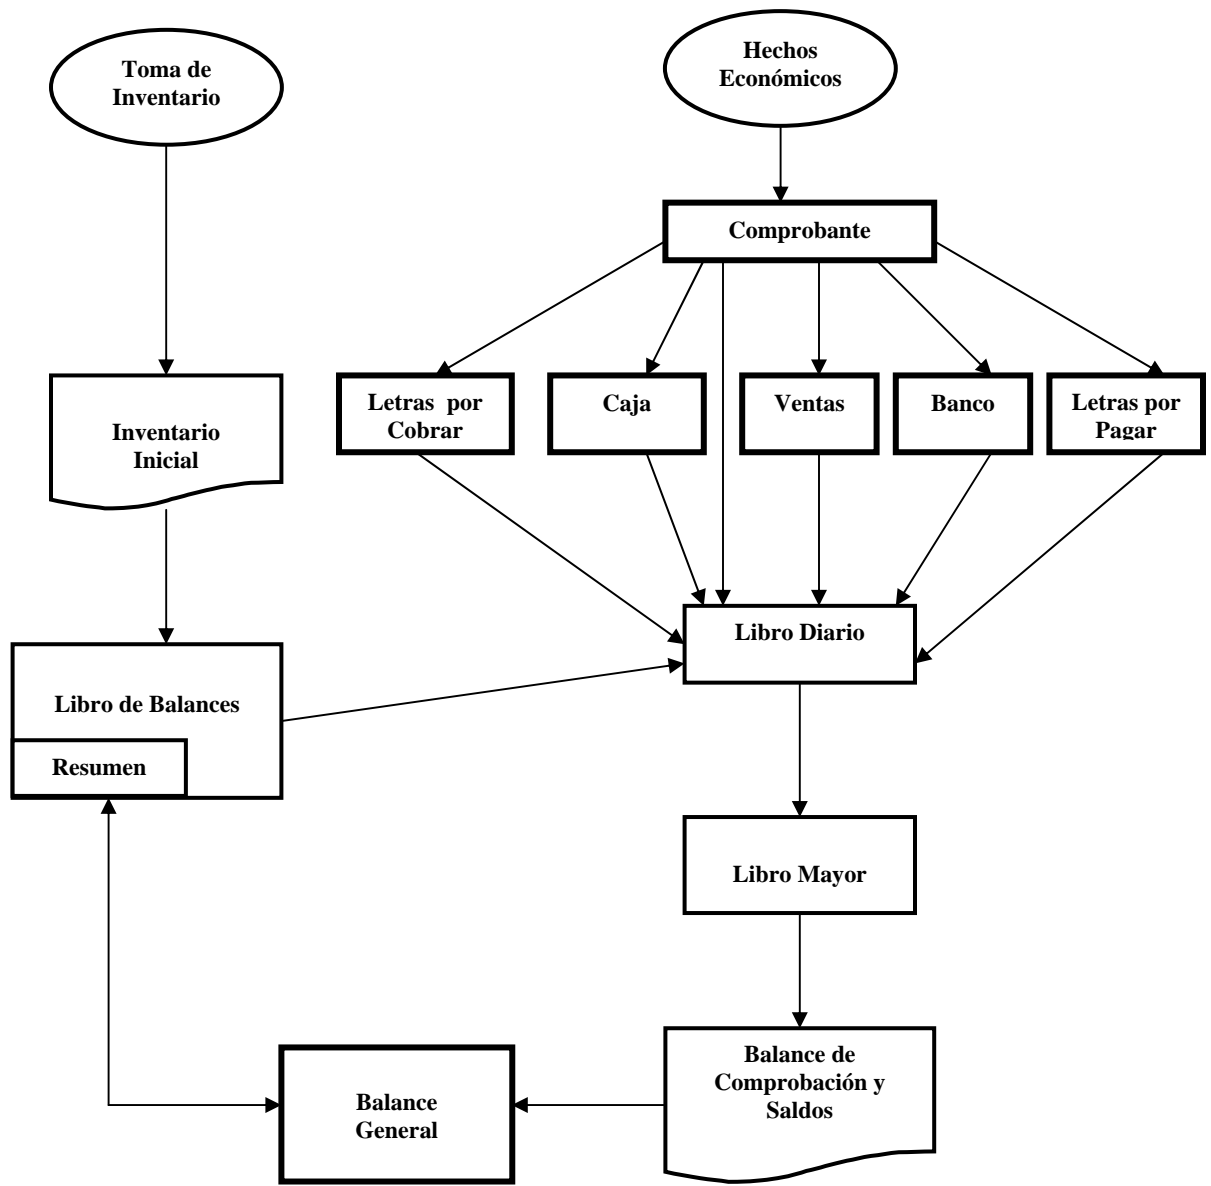 Toma de
Inventario
Hechos
Económicos
Comprobante
Letras por
Cobrar
Caja
Ventas
Banco
Letras por
Pagar
Inventario
Inicial
Libro Diario
Libro de Balances
Resumen
Libro Mayor
Balance de
Comprobación y
Saldos
Balance
General